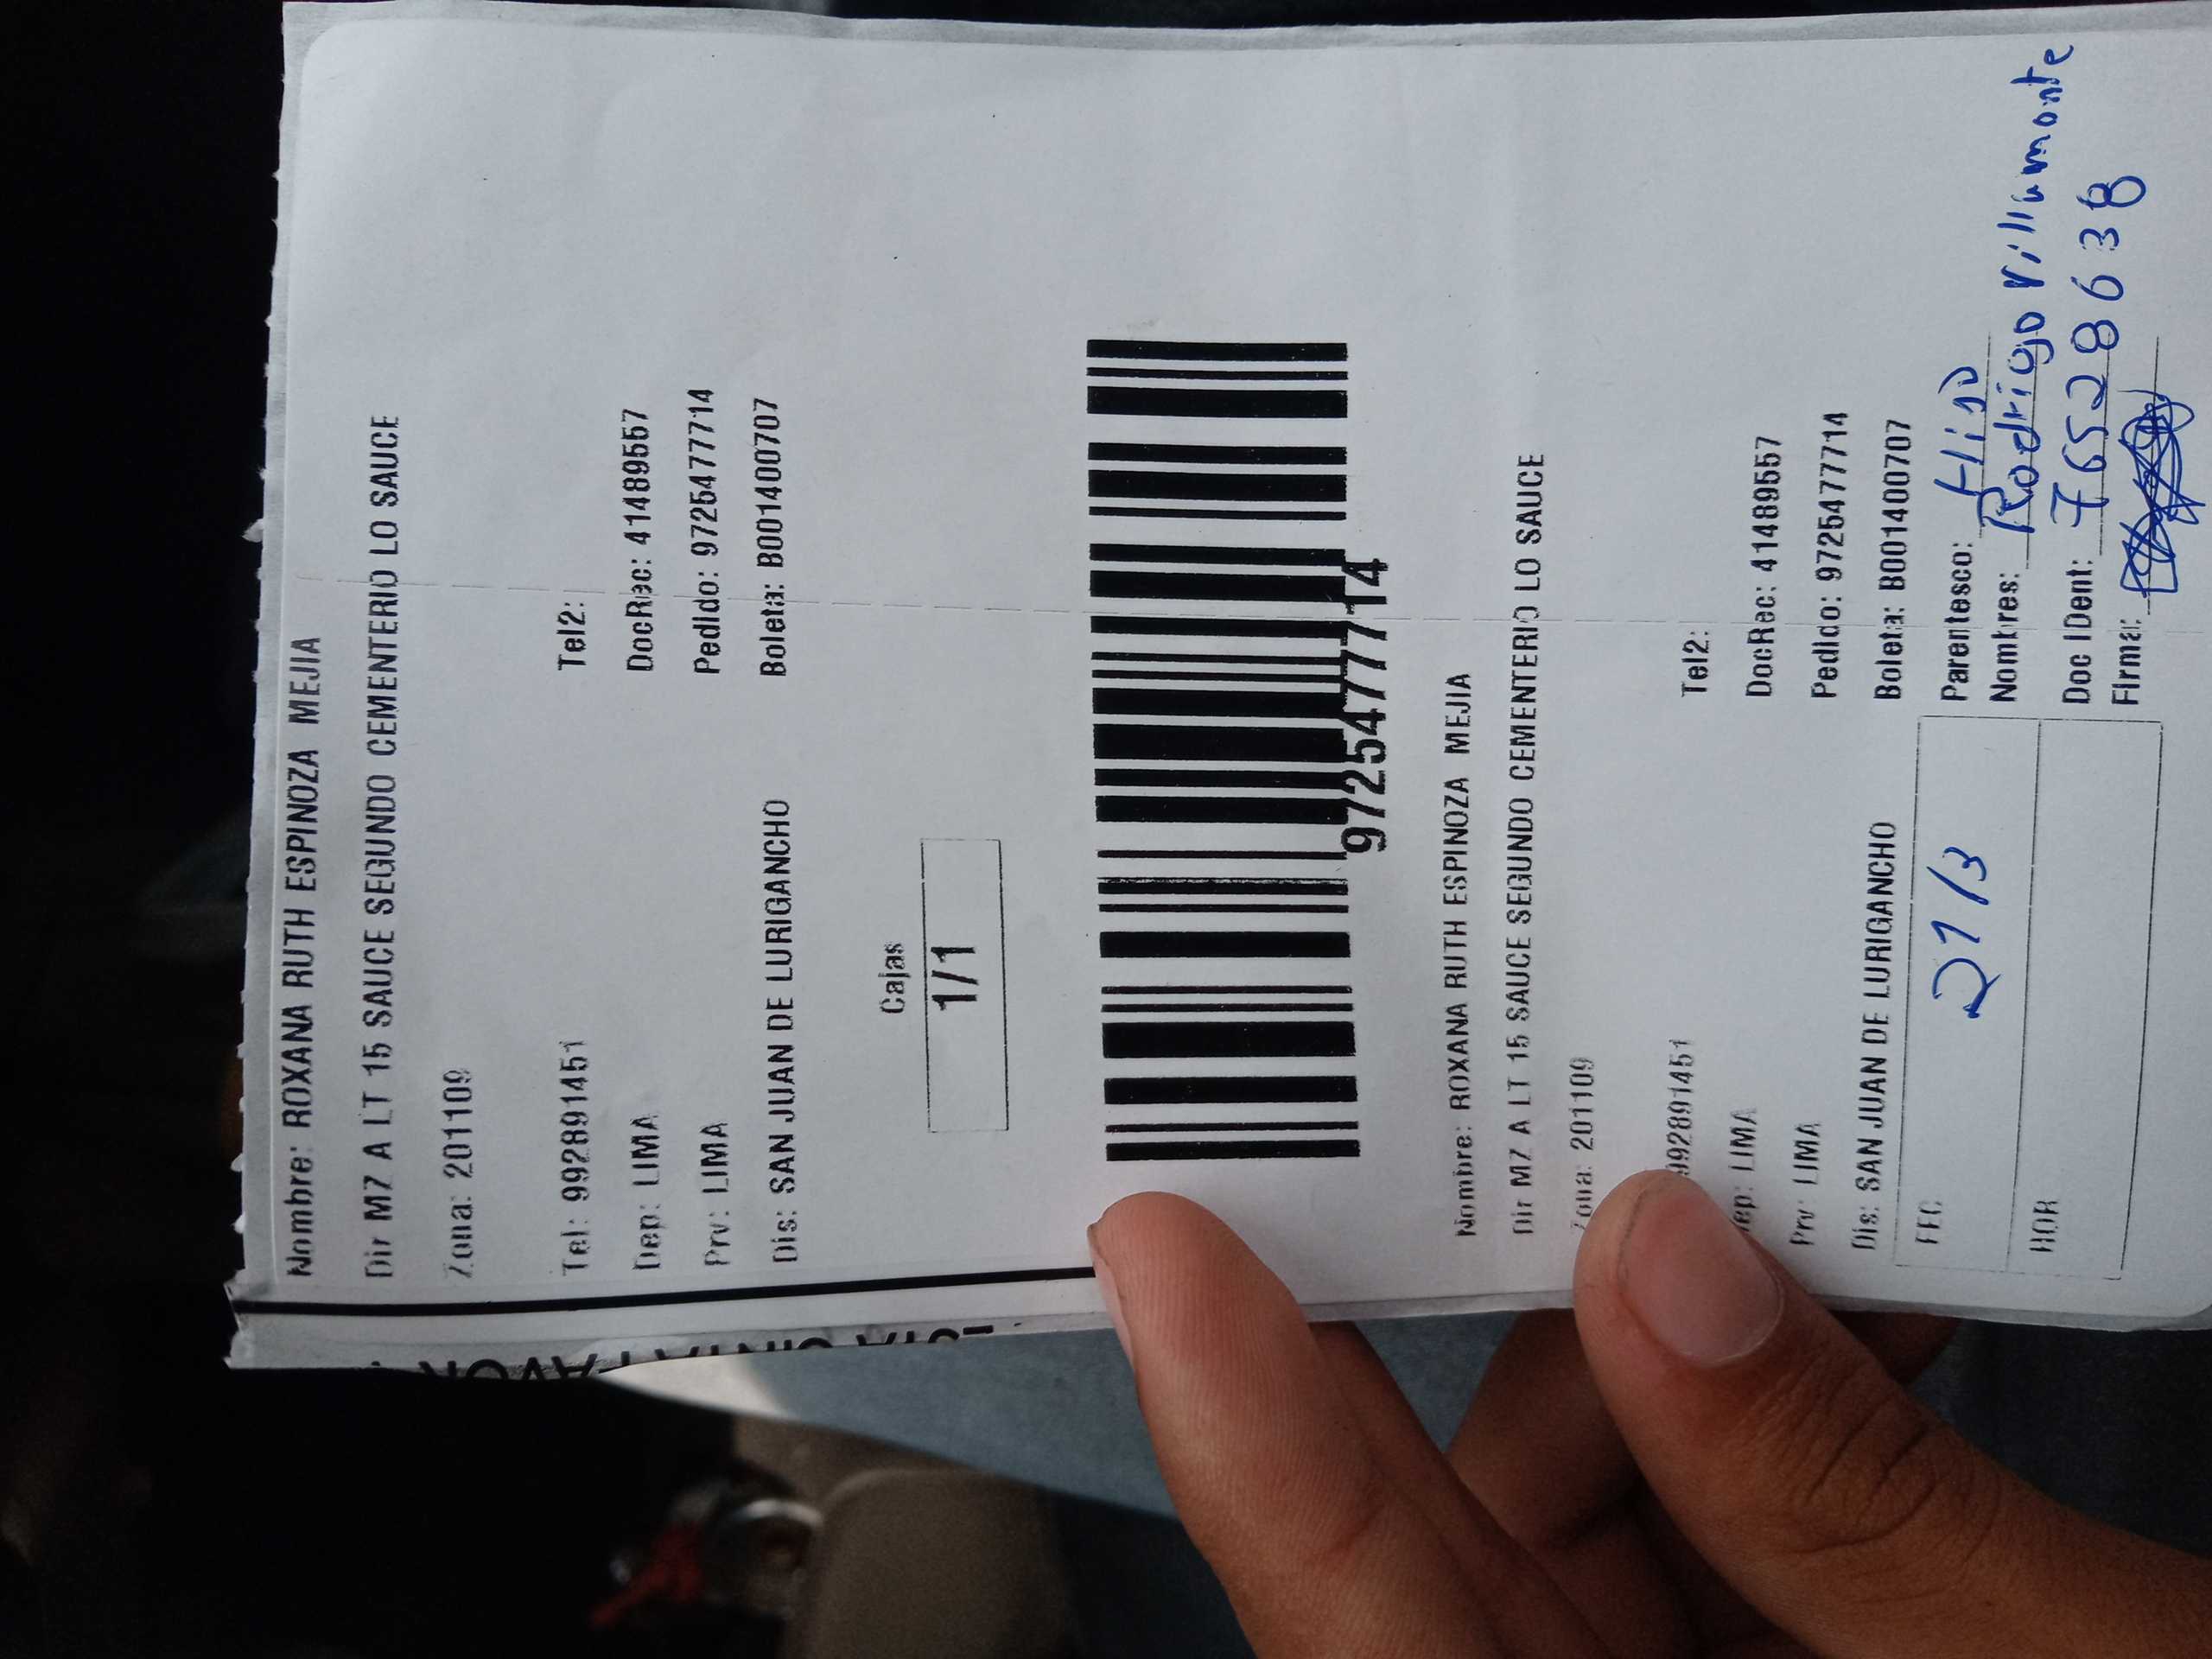 Nombre: ROXANA RUTH ESPINOZA MEJIA
Dir MZ A LT 15 SAUCE SEGUNDO CEMENTERIO LO SAUCE
Zona: 201109
Tel: 992891451 Tel2:
Dep: LIMA DocRec: 41489557
Prv: LIMA Pedido: 9725477714
Dis: SAN JUAN DE LURIGANCHO Boleta: B001400707
Cajas
1/1
9725477714
Nombre: ROXANA RUTH ESPINOZA MEJIA
Dir MZ A LT 15 SAUCE SEGUNDO CEMENTERIO LO SAUCE
Zona: 201109
992891451 Tel2:
Dep: LIMA DocRec: 41489557
Prv: LIMA Pedido: 9725477714
Dis: SAN JUAN DE LURIGANCHO Boleta: B001400707
FEC 21/3 Parentesco: Hijo
Nombres: Rodrigo Villamonte
HOR Doc IDent: 76528638
Firma: